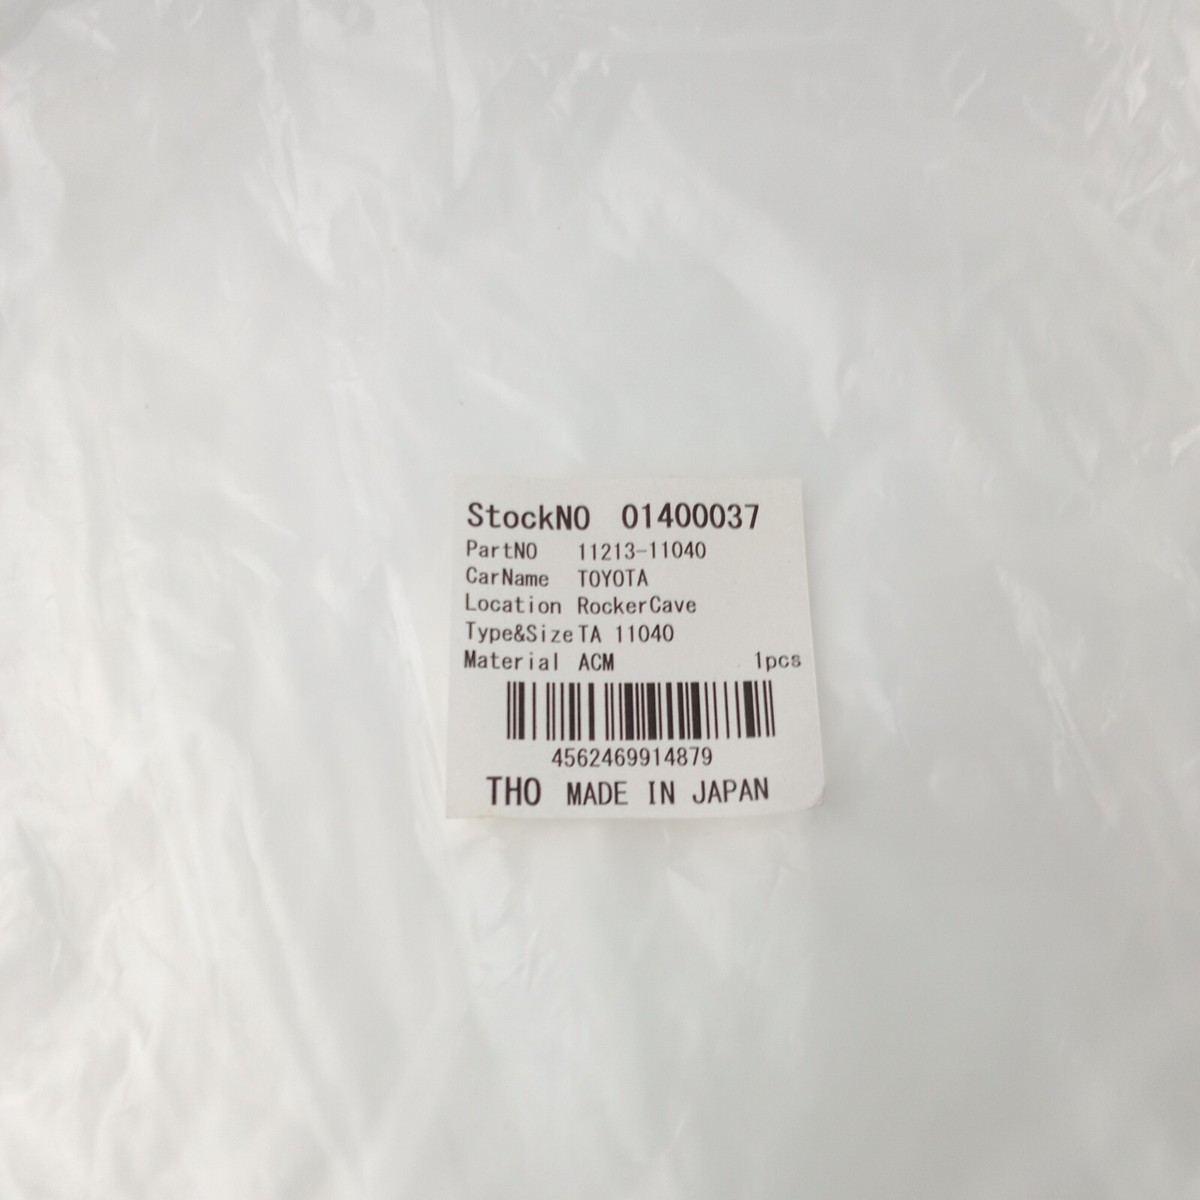 StockNO 01400037
PartNO 11213-11040
CarName TOYOTA
Location RockerCave
Type&Size TA 11040
Material ACM 1pcs
4562469914879
THO MADE IN JAPAN